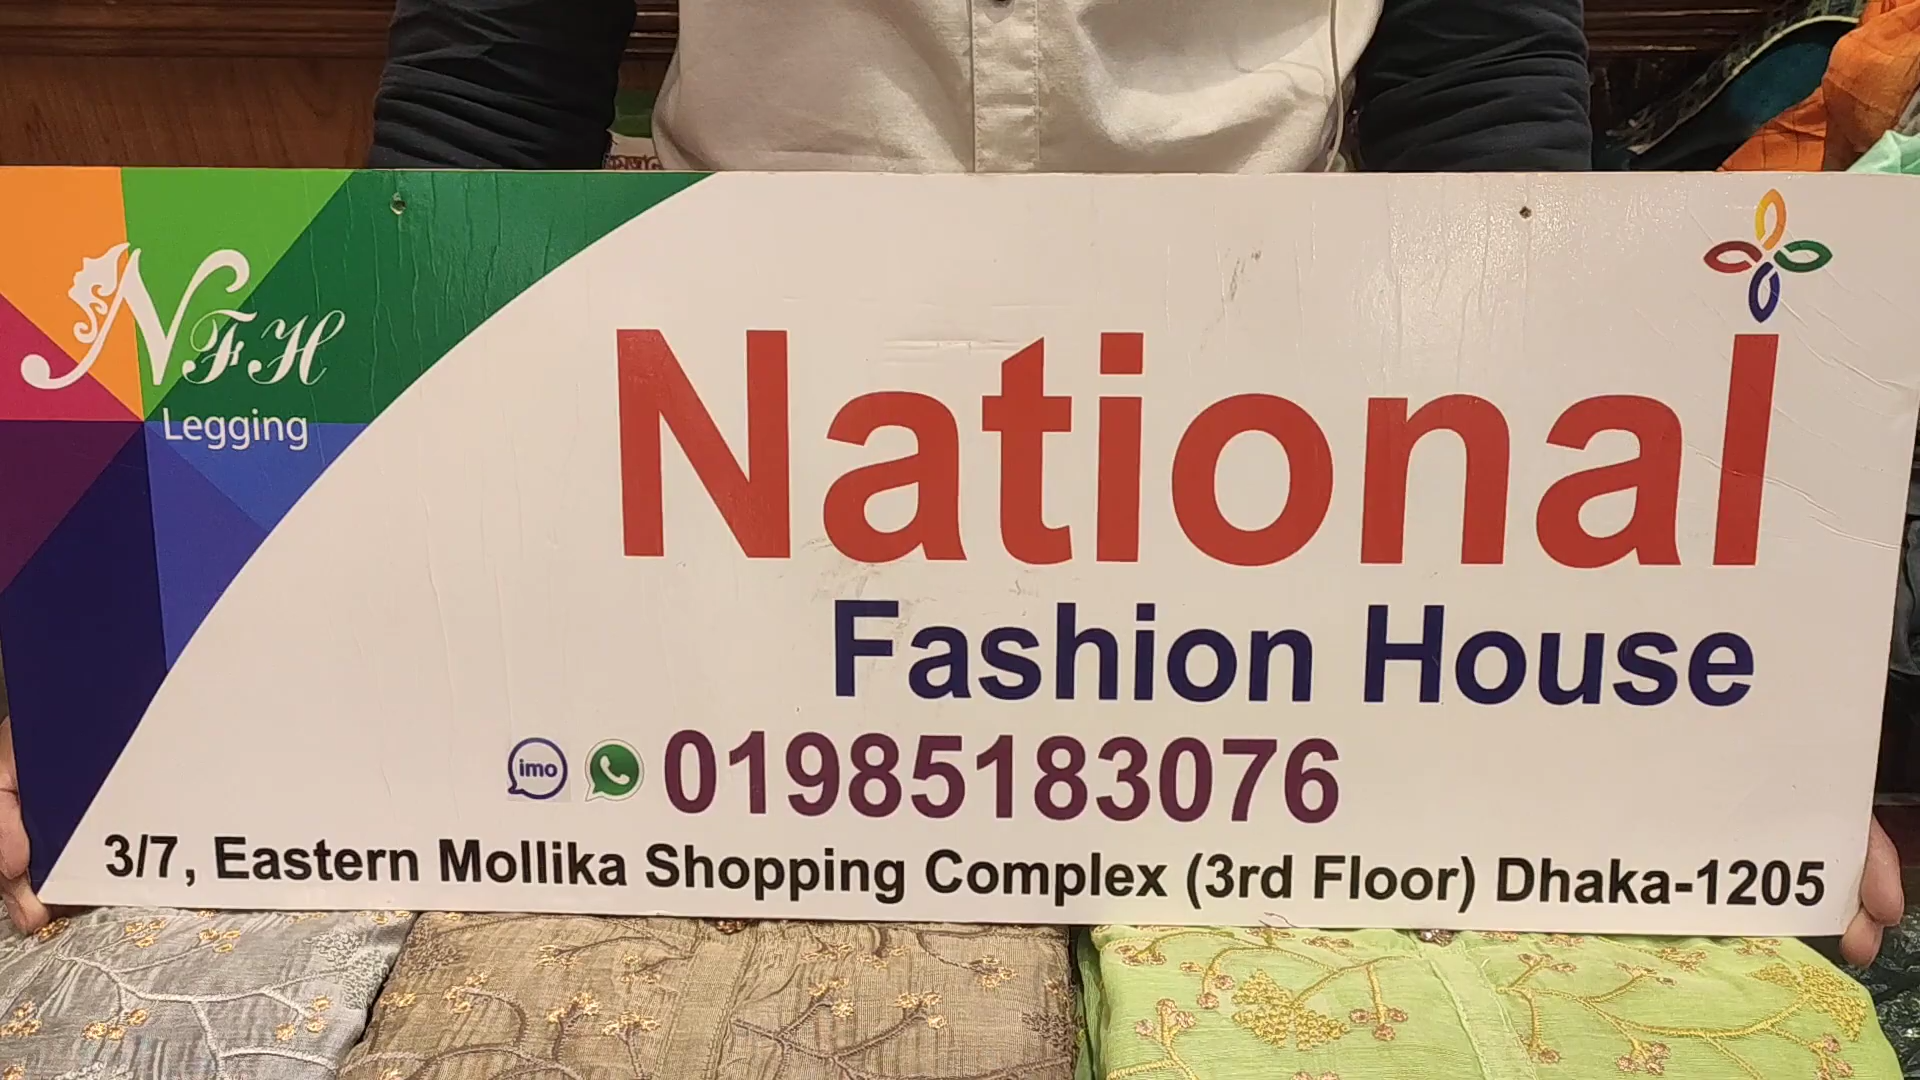 NFH
Legging
National
Fashion House
imo 01985183076
3/7, Eastern Mollika Shopping Complex (3rd Floor) Dhaka-1205